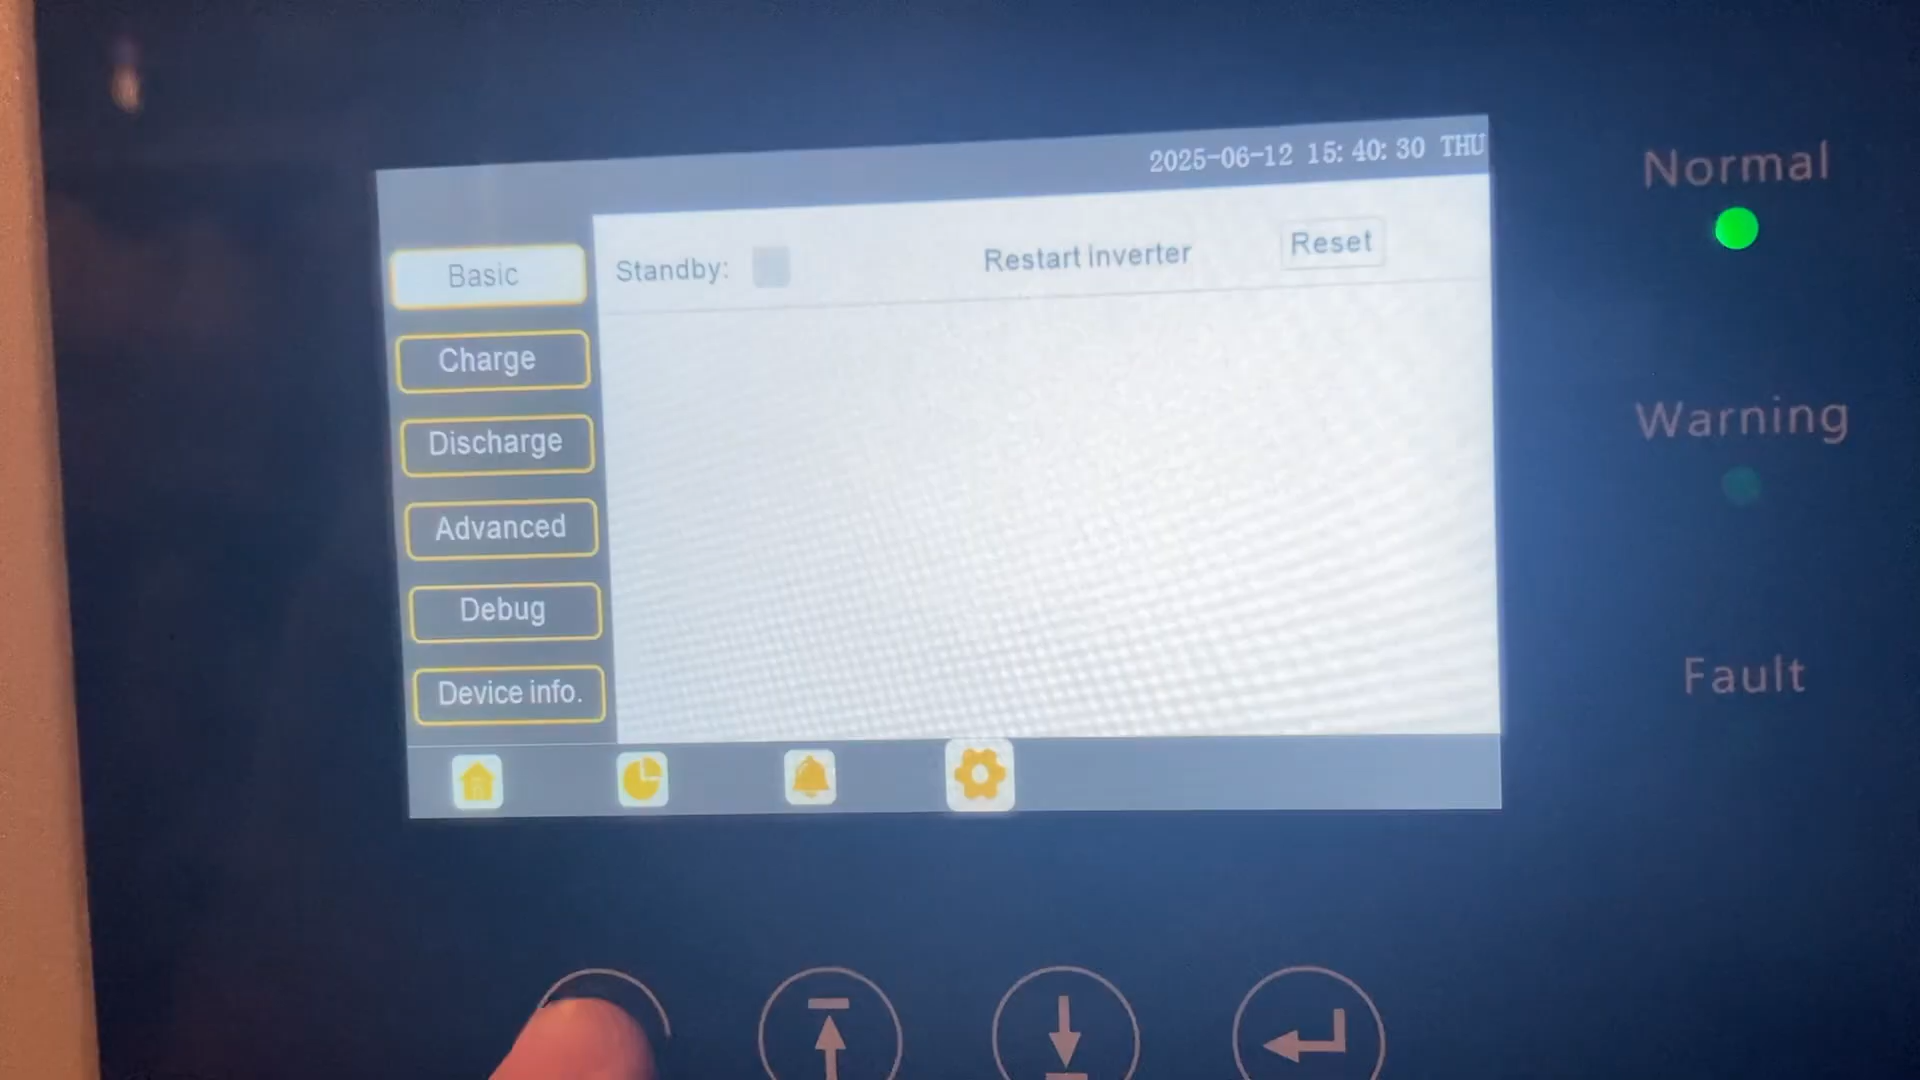 2025-06-12 15:40:30 THU
Basic
Standby:
Restart Inverter
Reset
Charge
Discharge
Advanced
Debug
Device info.
Normal
Warning
Fault